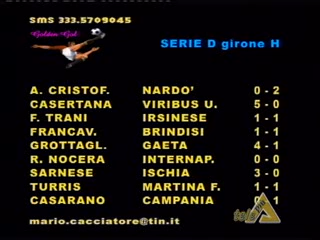 SMS 333.5709045
Golden Gol
SERIE D girone H
A. CRISTOF. NARDO' 0 - 2
CASERTANA VIRIBUS U. 5 - 0
F. TRANI IRSINESE 1 - 1
FRANCAV. BRINDISI 1 - 1
GROTTAGL. GAETA 4 - 1
R. NOCERA INTERNAP. 0 - 0
SARNESE ISCHIA 3 - 0
TURRIS MARTINA F. 1 - 1
CASARANO CAMPANIA - 1
mario.cacciatore@tin.it